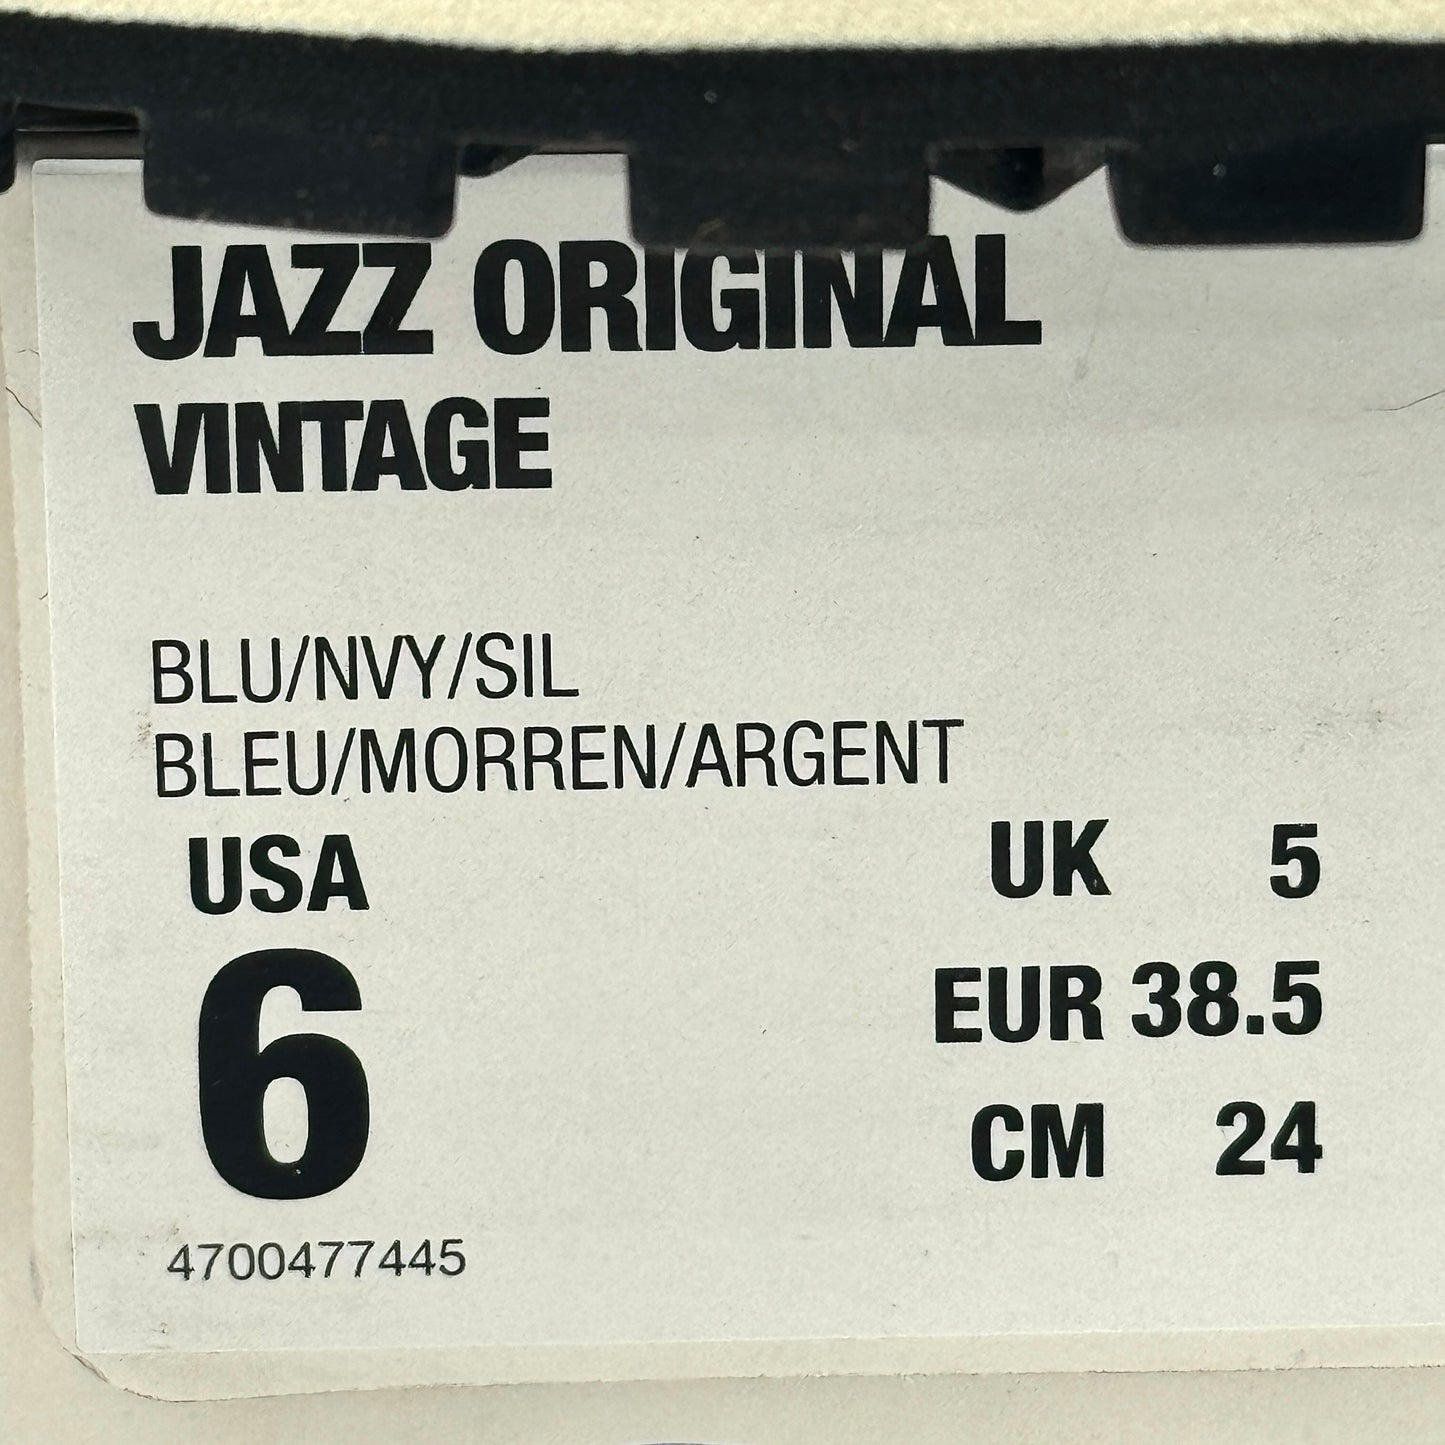 JAZZ ORIGINAL
VINTAGE
BLU/NVY/SIL
BLEU/MORREN/ARGENT
USA
6
UK 5
EUR 38.5
CM 24
4700477445